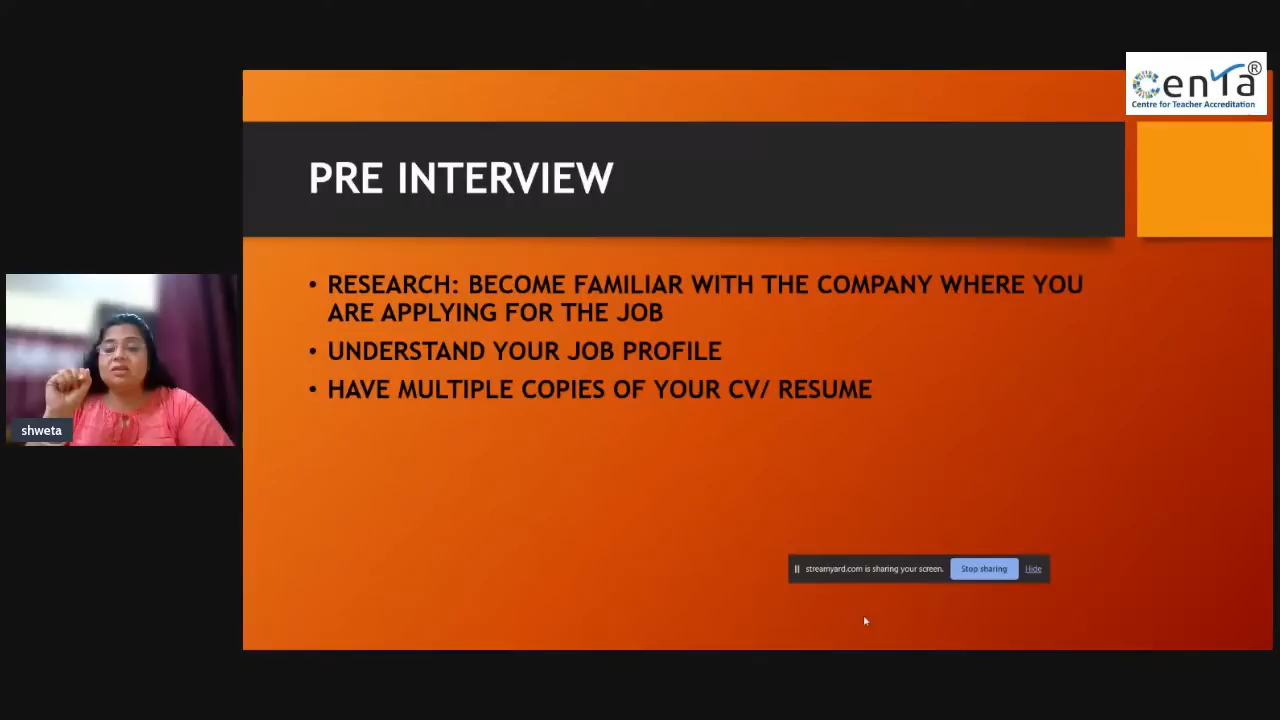 CENTA®
Centre for Teacher Accreditation
PRE INTERVIEW
• RESEARCH: BECOME FAMILIAR WITH THE COMPANY WHERE YOU
ARE APPLYING FOR THE JOB
• UNDERSTAND YOUR JOB PROFILE
• HAVE MULTIPLE COPIES OF YOUR CV/ RESUME
shweta
streamyard.com is sharing your screen. Stop sharing Hide